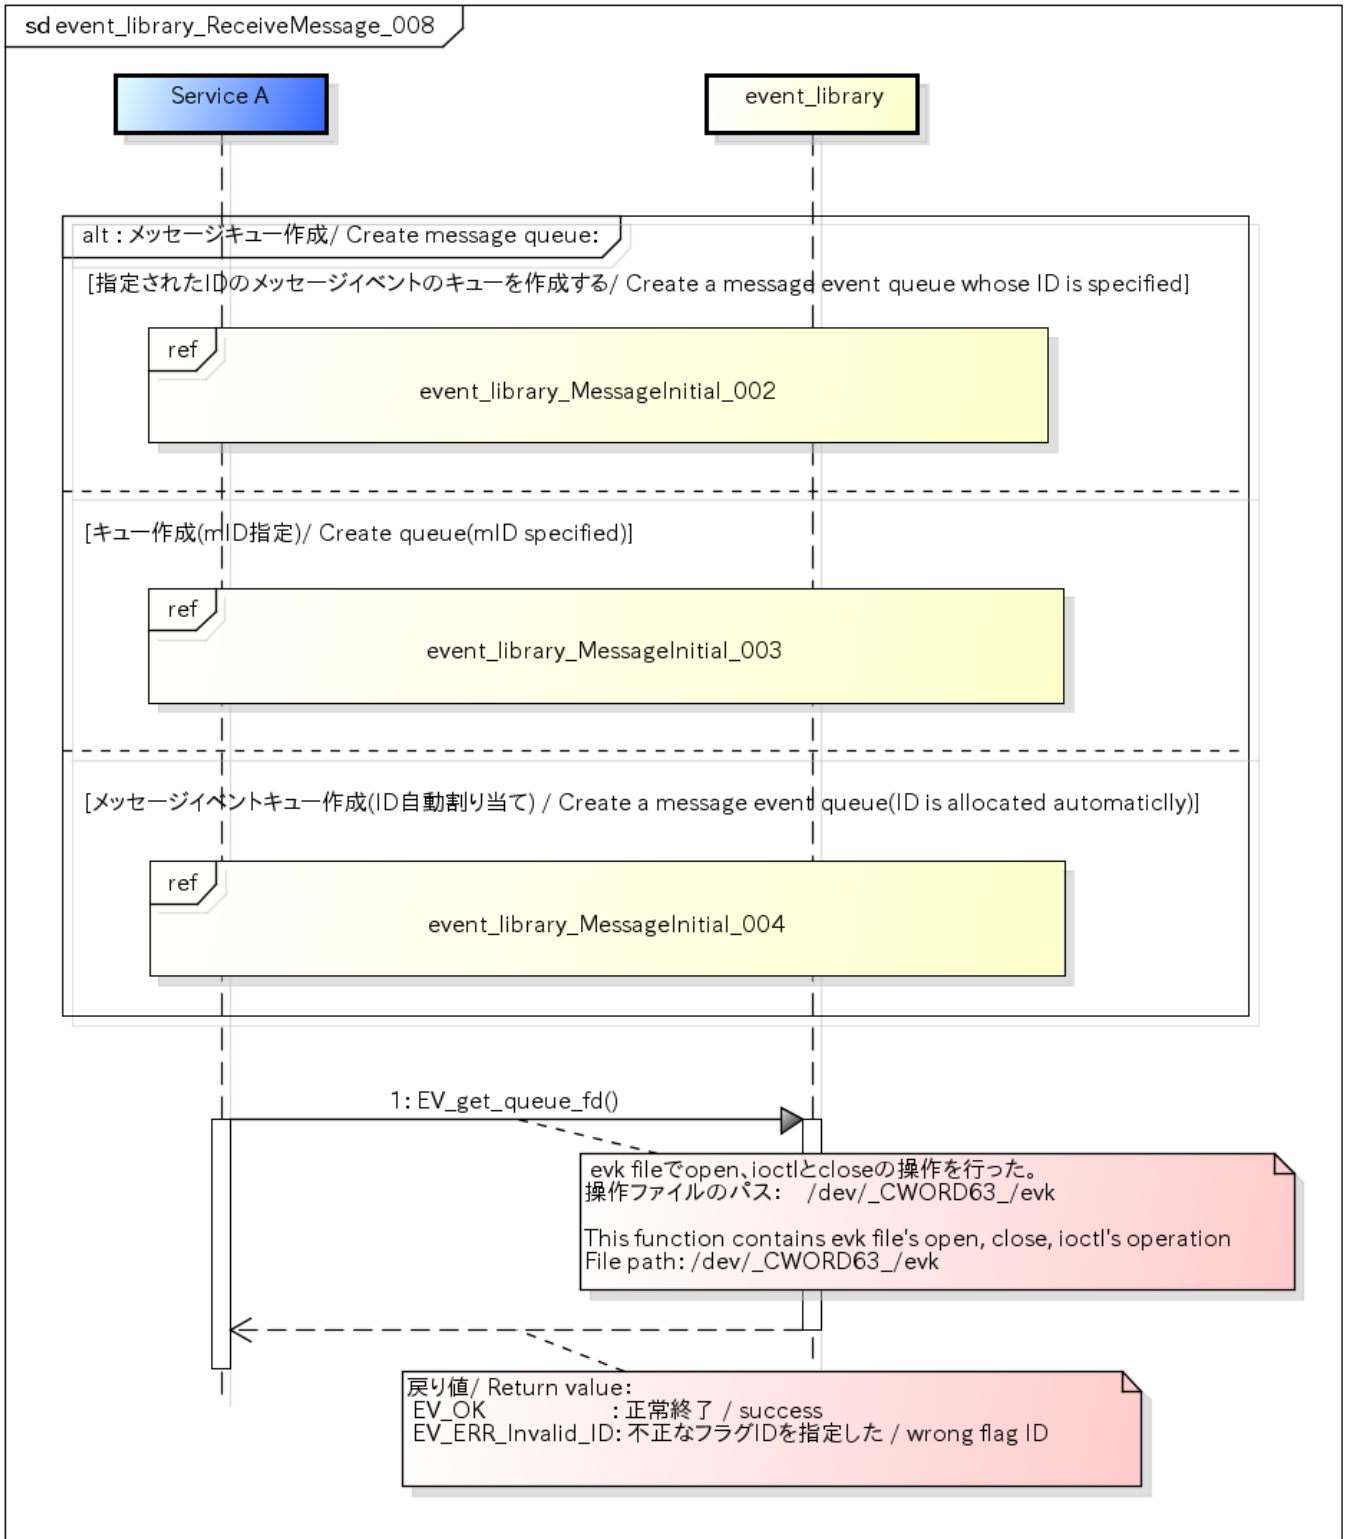 sd event_library_ReceiveMessage_008
Service A
event_library
alt : メッセージキュー作成/ Create message queue:
[指定されたIDのメッセージイベントのキューを作成する/ Create a message event queue whose ID is specified]
ref
event_library_MessageInitial_002
[キュー作成(mID指定)/ Create queue(mID specified)]
ref
event_library_MessageInitial_003
[メッセージイベントキュー作成(ID自動割り当て) / Create a message event queue(ID is allocated automaticlly)]
ref
event_library_MessageInitial_004
1: EV_get_queue_fd()
evk fileでopen、ioctlとcloseの操作を行った。
操作ファイルのパス： /dev/_CWORD63_/evk
This function contains evk file's open, close, ioctl's operation
File path: /dev/_CWORD63_/evk
戻り値/ Return value:
EV_OK : 正常終了 / success
EV_ERR_Invalid_ID: 不正なフラグIDを指定した / wrong flag ID